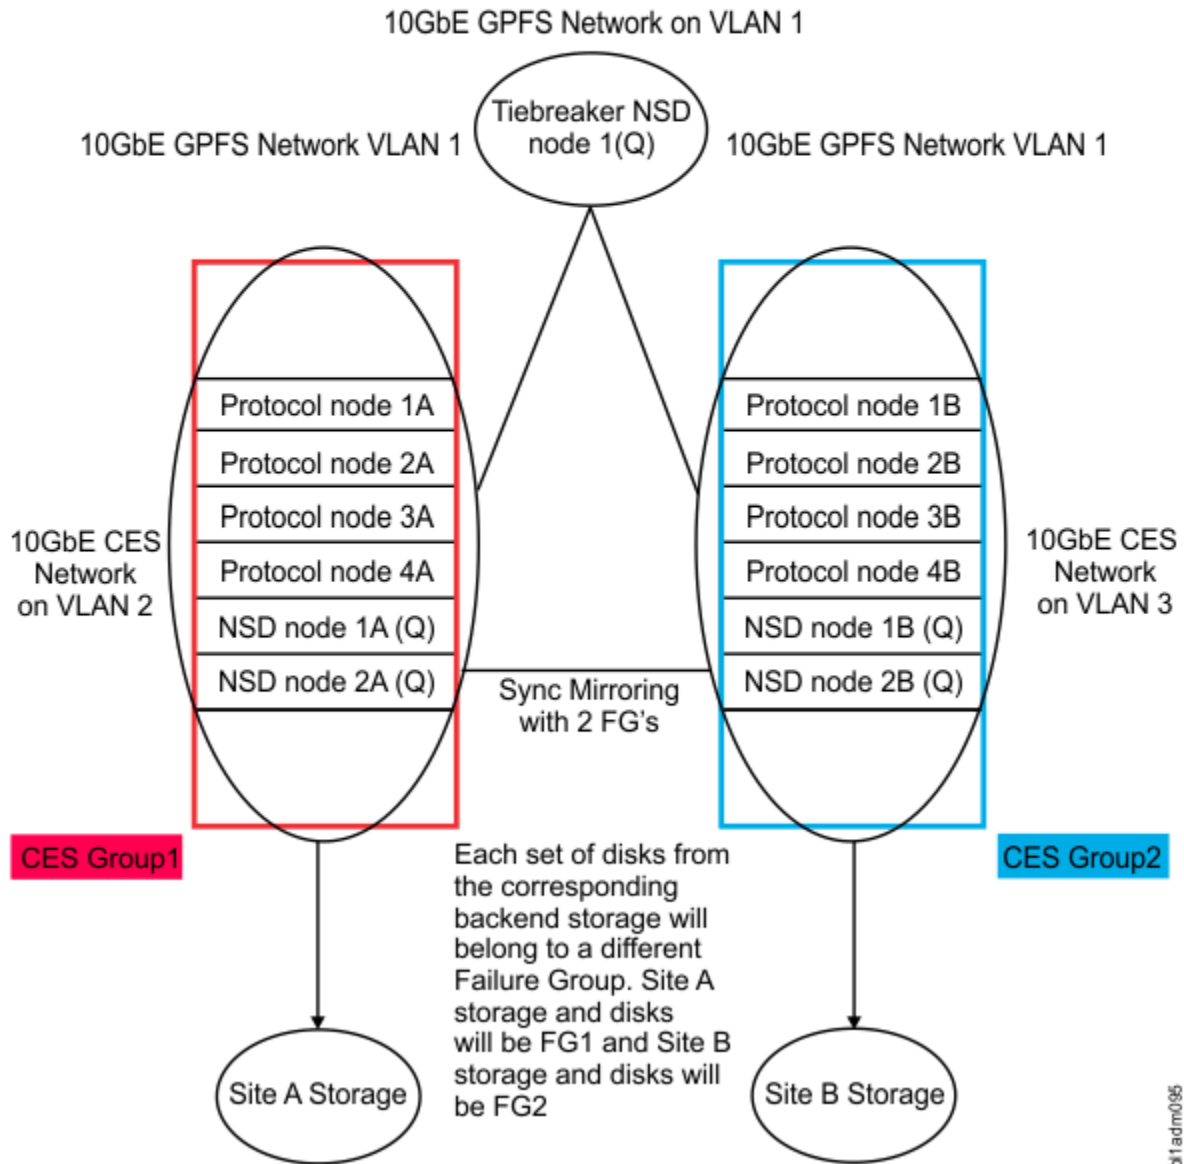 10GbE GPFS Network on VLAN 1
Tiebreaker NSD
node 1(Q)
10GbE GPFS Network VLAN 1
10GbE GPFS Network VLAN 1
Protocol node 1A
Protocol node 2A
Protocol node 3A
Protocol node 4A
NSD node 1A (Q)
NSD node 2A (Q)
Protocol node 1B
Protocol node 2B
Protocol node 3B
Protocol node 4B
NSD node 1B (Q)
NSD node 2B (Q)
10GbE CES
Network
on VLAN 2
10GbE CES
Network
on VLAN 3
Sync Mirroring
with 2 FG's
CES Group1
CES Group2
Each set of disks from
the corresponding
backend storage will
belong to a different
Failure Group. Site A
storage and disks
will be FG1 and Site B
storage and disks will
be FG2
Site A Storage
Site B Storage